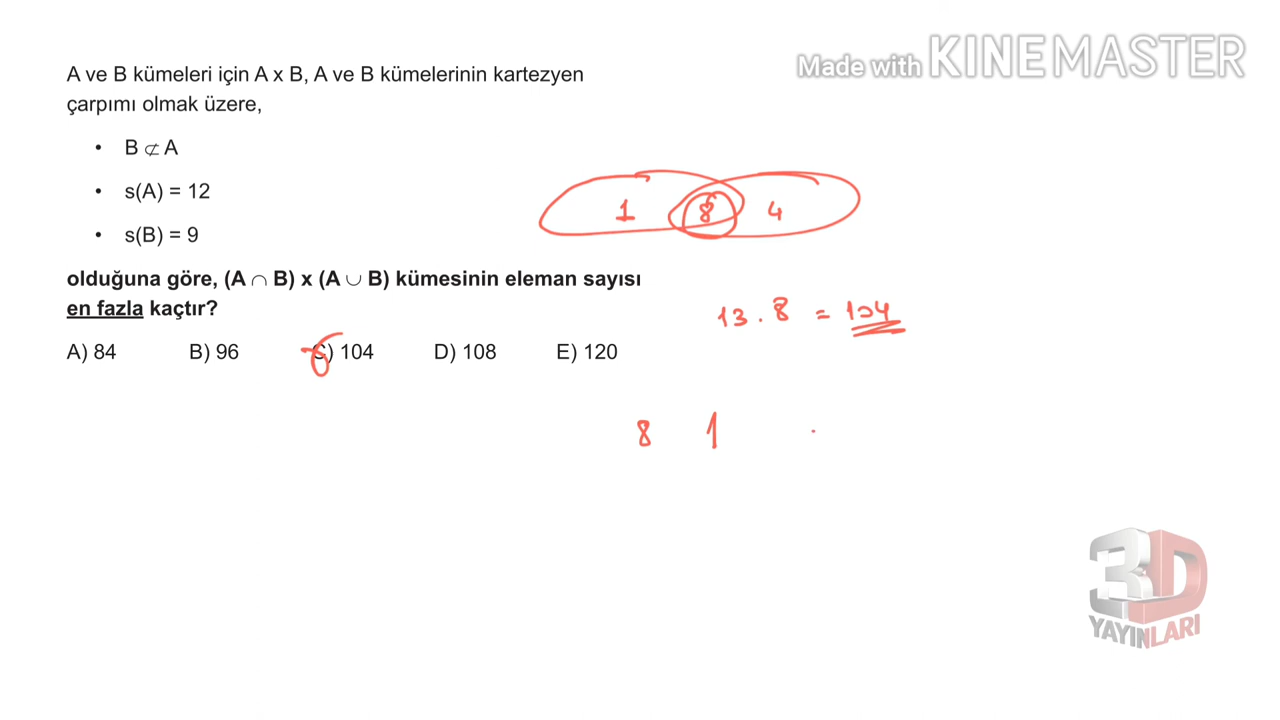 Made with KINEMASTER
A ve B kümeleri için A x B, A ve B kümelerinin kartezyen
çarpımı olmak üzere,
• B ⊄ A
• s(A) = 12
• s(B) = 9
olduğuna göre, (A ∩ B) x (A ∪ B) kümesinin eleman sayısı
en fazla kaçtır?
A) 84 B) 96 C) 104 D) 108 E) 120
1 8 4
13 . 8 = 104
8 1
3D
YAYINLARI